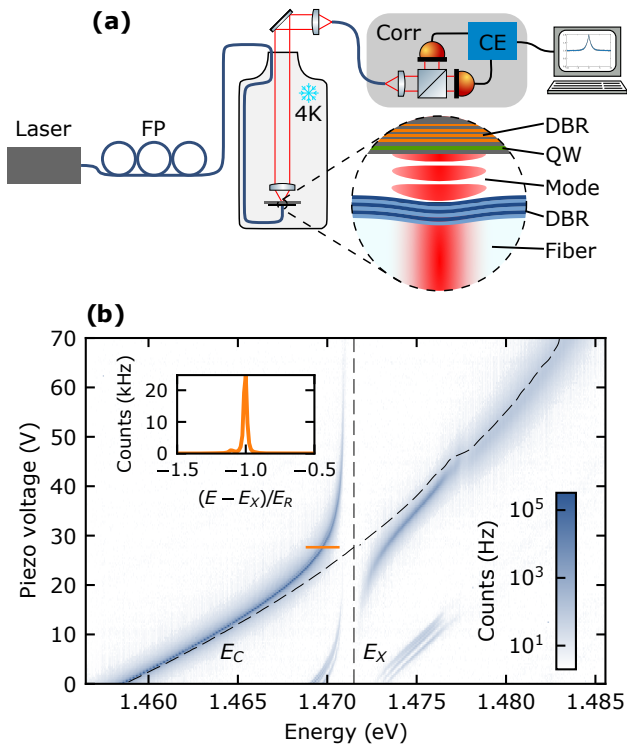 (a)
Laser
FP
4K
Corr
CE
DBR
QW
Mode
DBR
Fiber
(b)
Piezo voltage (V)
70
60
50
40
30
20
10
0
Counts (kHz)
20
10
0
-1.5
-1.0
-0.5
(E − E_X)/E_R
E_C
E_X
Counts (Hz)
10^5
10^3
10^1
1.460
1.465
1.470
1.475
1.480
1.485
Energy (eV)